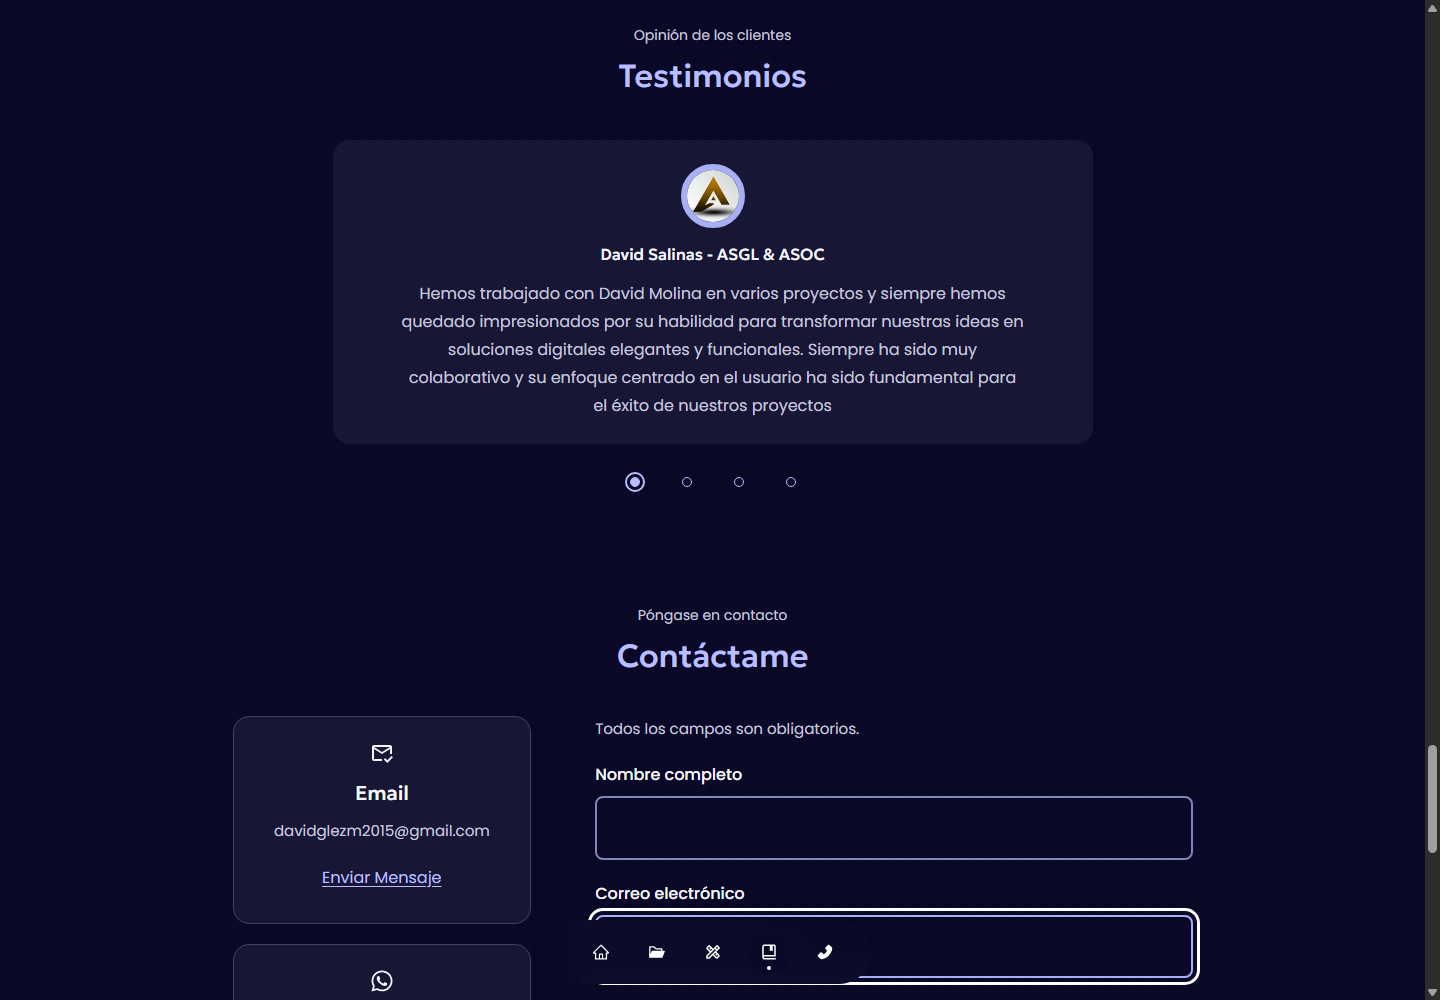 Opinión de los clientes
Testimonios
David Salinas - ASGL & ASOC
Hemos trabajado con David Molina en varios proyectos y siempre hemos
quedado impresionados por su habilidad para transformar nuestras ideas en
soluciones digitales elegantes y funcionales. Siempre ha sido muy
colaborativo y su enfoque centrado en el usuario ha sido fundamental para
el éxito de nuestros proyectos
Póngase en contacto
Contáctame
Email
davidglezm2015@gmail.com
Enviar Mensaje
Todos los campos son obligatorios.
Nombre completo
Correo electrónico